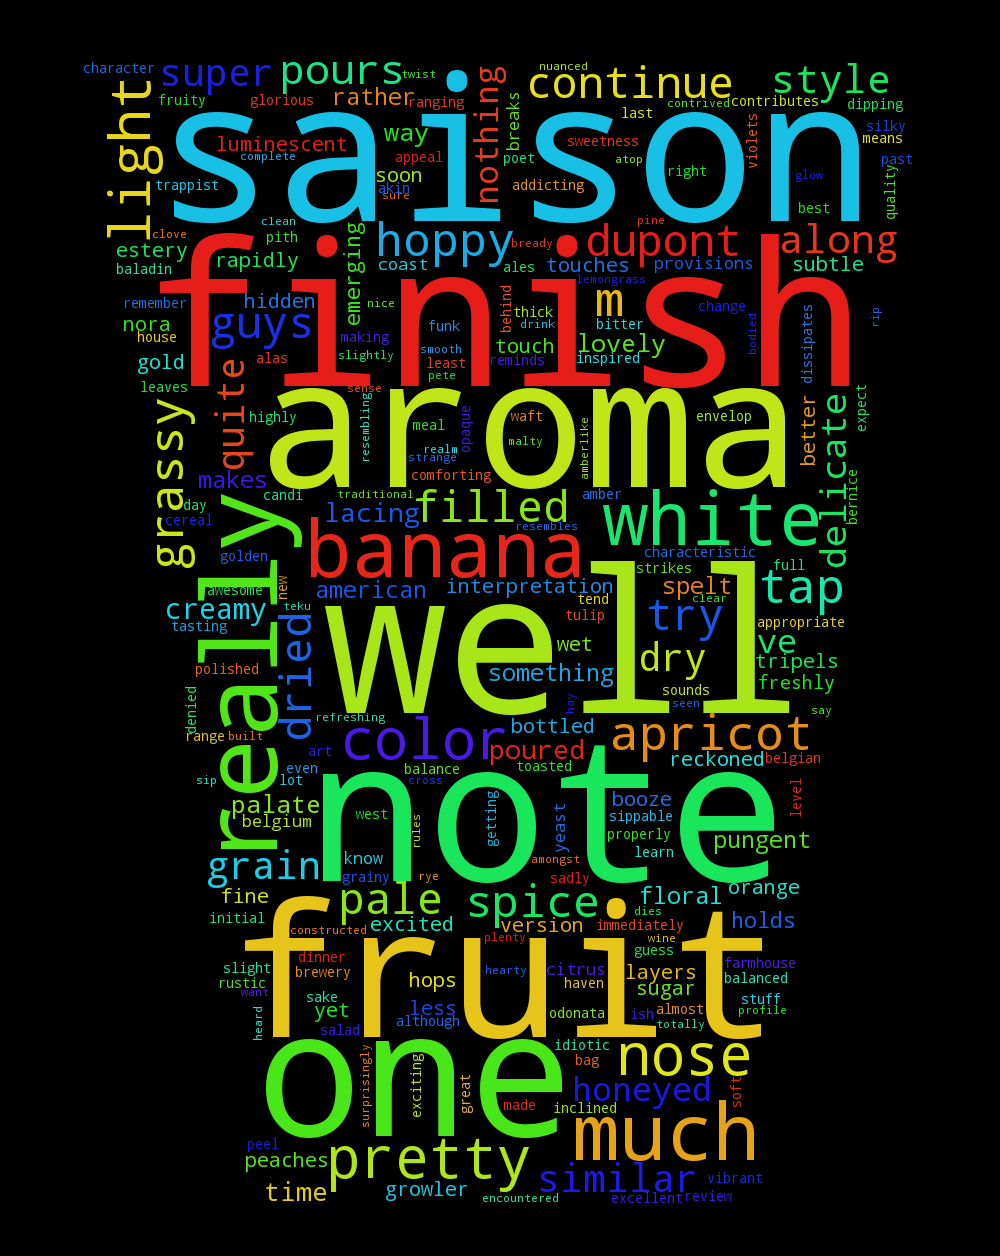 character
super
pours
twist
nuanced
continue
style
fruity
glorious
rather
ranging
last
contrived
contributes
dipping
light
saison
nothing
breaks
luminescent
way
sweetness
violets
silky
means
complete
appeal
poet
atop
right
past
trappist
soon
akin
sure
addicting
glow
quality
best
clove
clean
pith
hoppy
bready
pine
dupont
along
estery
baladin
rapidly
emerging
coast
ales
touches
provisions
subtle
finish
lemongrass
remember
hidden
nice
behind
thick
drink
m
bitter
change
bodied
dissipates
rip
nora
house
guys
making
funk
touch
lovely
gold
alas
slightly
smooth
least
reminds
inspired
leaves
quite
sense
pete
aroma
better
delicate
expect
grassy
highly
resembling
meal
opaque
waft
envelop
realm
malty
amberlike
strange
comforting
makes
candi
traditional
filled
amber
white
bernice
day
cereal
lacing
resembles
really
banana
golden
characteristic
strikes
full
awesome
new
american
interpretation
spelt
tap
creamy
teku
well
tend
clear
try
tasting
dried
tulip
appropriate
wet
dry
ve
polished
something
tripels
sounds
freshly
denied
hay
seen
say
refreshing
range
built
color
bottled
apricot
art
poured
reckoned
belgian
even
balance
toasted
sip
lot
cross
note
level
palate
west
rules
getting
yeast
booze
sippable
belgium
properly
pungent
grain
know
amongst
learn
grainy
rye
sadly
fine
pale
spice
floral
orange
initial
excited
version
immediately
dies
holds
constructed
plenty
wine
fruit
dinner
guess
slight
brewery
hearty
citrus
layers
farmhouse
rustic
hops
haven
sugar
balanced
want
sake
less
stuff
heard
yet
although
odonata
ish
almost
profile
salad
totally
one
surprisingly
exciting
great
idiotic
bag
nose
made
inclined
honeyed
soft
much
peel
peaches
pretty
similar
vibrant
time
growler
encountered
excellent
review